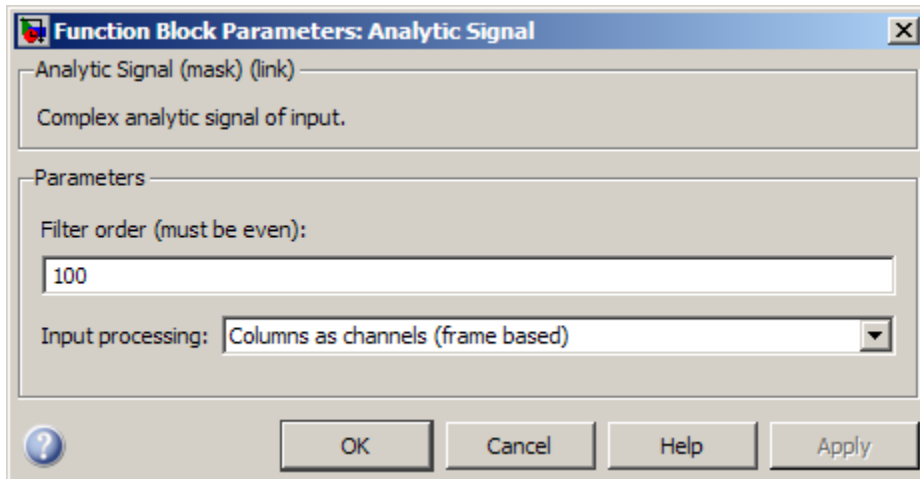 Function Block Parameters: Analytic Signal
Analytic Signal (mask) (link)
Complex analytic signal of input.
Parameters
Filter order (must be even):
100
Input processing: Columns as channels (frame based)
OK Cancel Help Apply